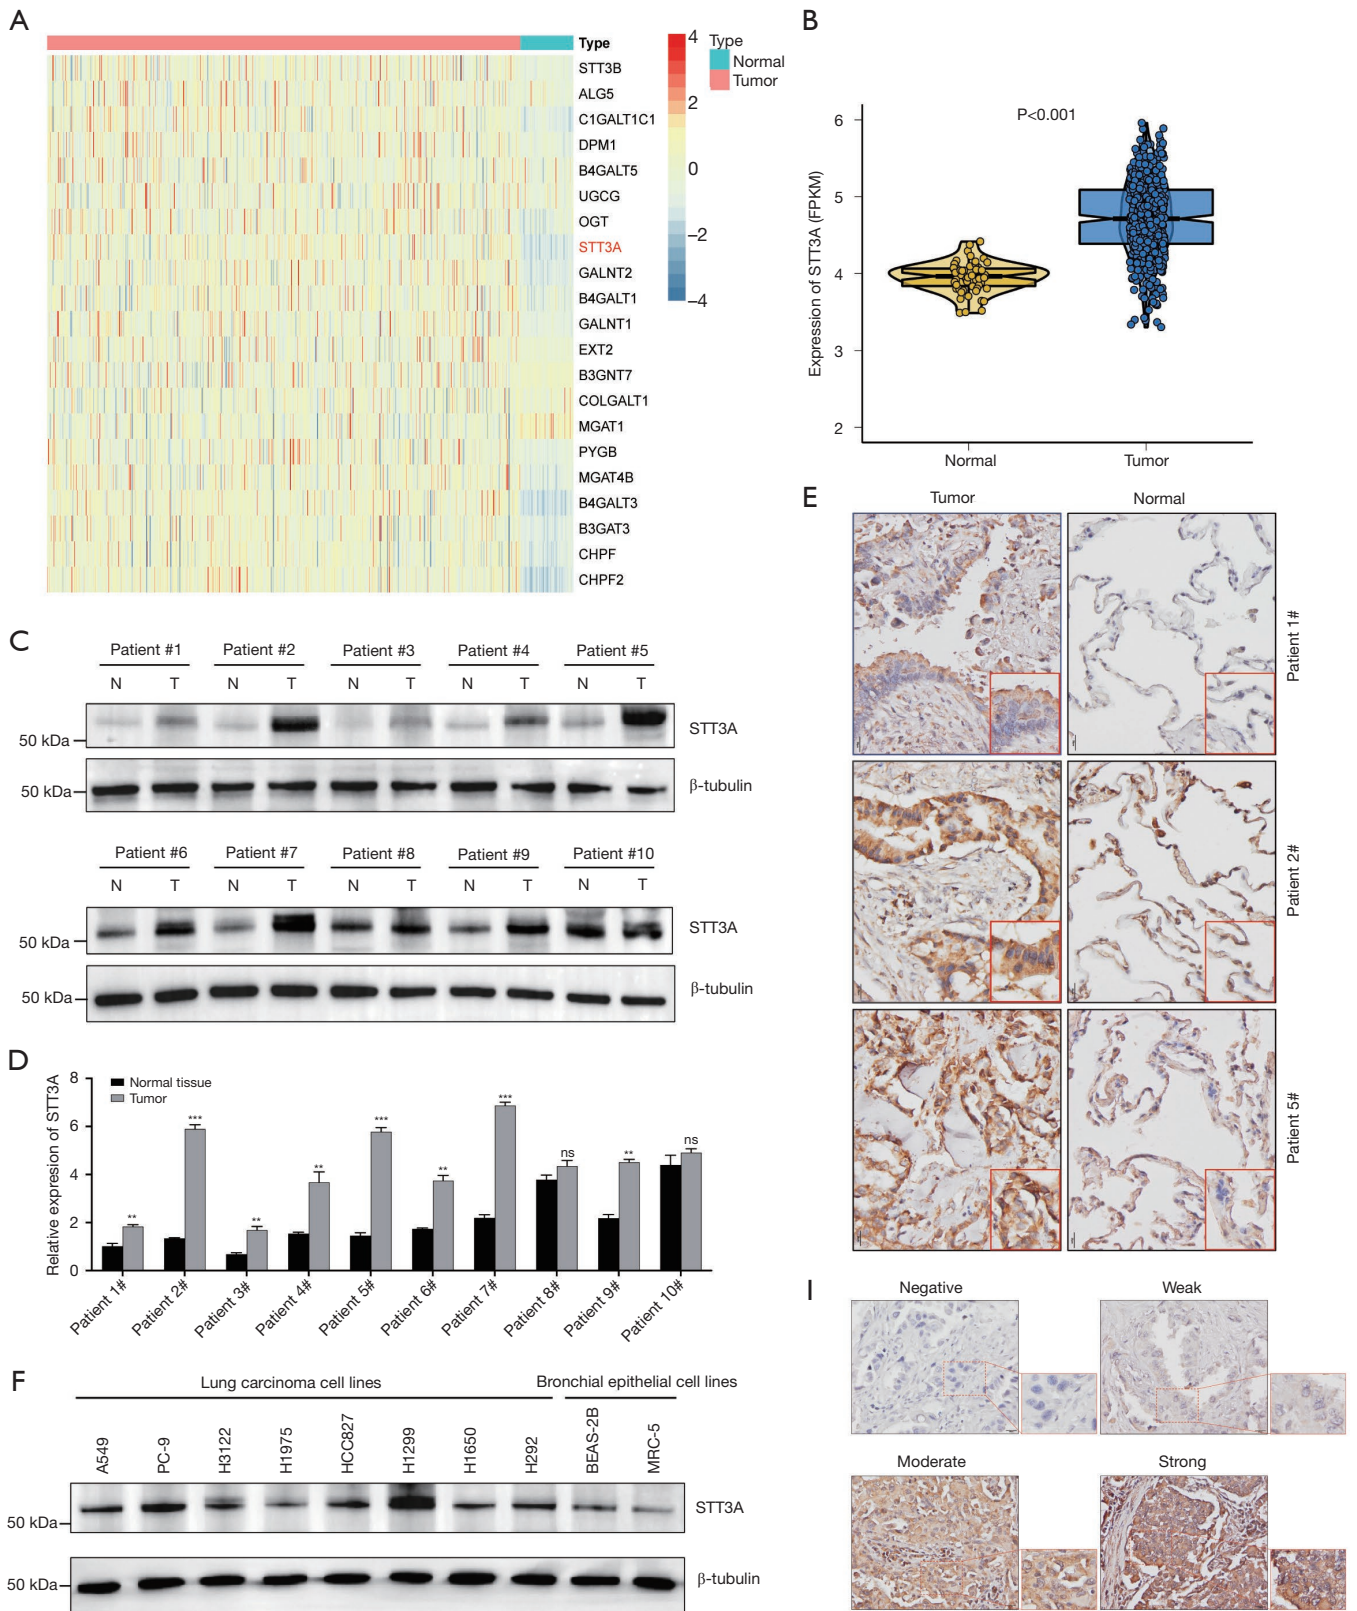 A
Type
STT3B
ALG5
C1GALT1C1
DPM1
B4GALT5
UGCG
OGT
STT3A
GALNT2
B4GALT1
GALNT1
EXT2
B3GNT7
COLGALT1
MGAT1
PYGB
MGAT4B
B4GALT3
B3GAT3
CHPF
CHPF2
4
2
0
−2
−4
Type
Normal
Tumor
B
P<0.001
Expression of STT3A (FPKM)
6
5
4
3
2
Normal Tumor
C
Patient #1 Patient #2 Patient #3 Patient #4 Patient #5
N T N T N T N T N T
STT3A
50 kDa
50 kDa
β-tubulin
Patient #6 Patient #7 Patient #8 Patient #9 Patient #10
N T N T N T N T N T
STT3A
50 kDa
50 kDa
β-tubulin
D
Relative expression of STT3A
8
6
4
2
0
Normal tissue
Tumor
** *** ** ** *** ** *** ns ** ns
Patient 1# Patient 2# Patient 3# Patient 4# Patient 5# Patient 6# Patient 7# Patient 8# Patient 9# Patient 10#
E
Tumor Normal
Patient 1#
Patient 2#
Patient 5#
F
Lung carcinoma cell lines Bronchial epithelial cell lines
A549 PC-9 H3122 H1975 HCC827 H1299 H1650 H292 BEAS-2B MRC-5
STT3A
50 kDa
50 kDa
β-tubulin
I
Negative Weak
Moderate Strong